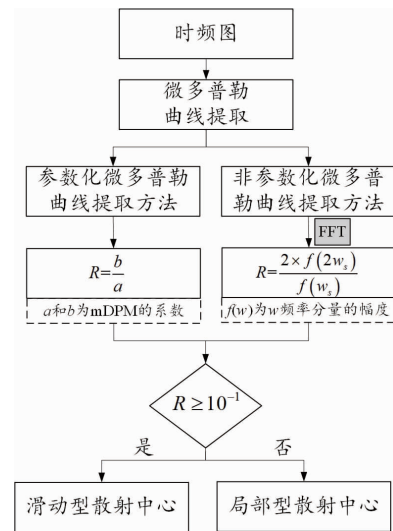 时频图
微多普勒
曲线提取
参数化微多普勒
曲线提取方法
非参数化微多普
勒曲线提取方法
FFT
R=b/a
a和b为mDPM的系数
R=2×f(2w_s)/f(w_s)
f(w)为w频率分量的幅度
R≥10^{-1}
是
否
滑动型散射中心
局部型散射中心